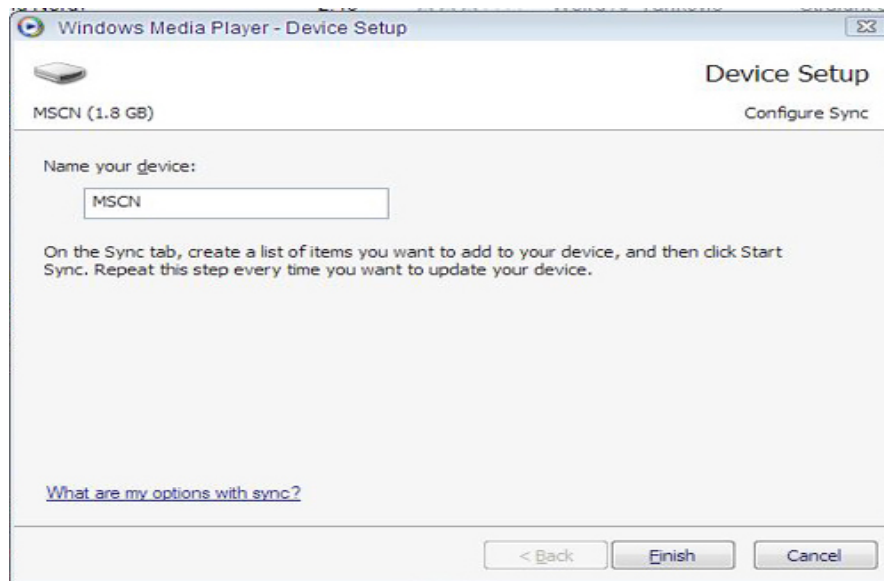 Windows Media Player - Device Setup
Device Setup
MSCN (1.8 GB)
Configure Sync
Name your device:
MSCN
On the Sync tab, create a list of items you want to add to your device, and then click Start
Sync. Repeat this step every time you want to update your device.
What are my options with sync?
< Back
Finish
Cancel